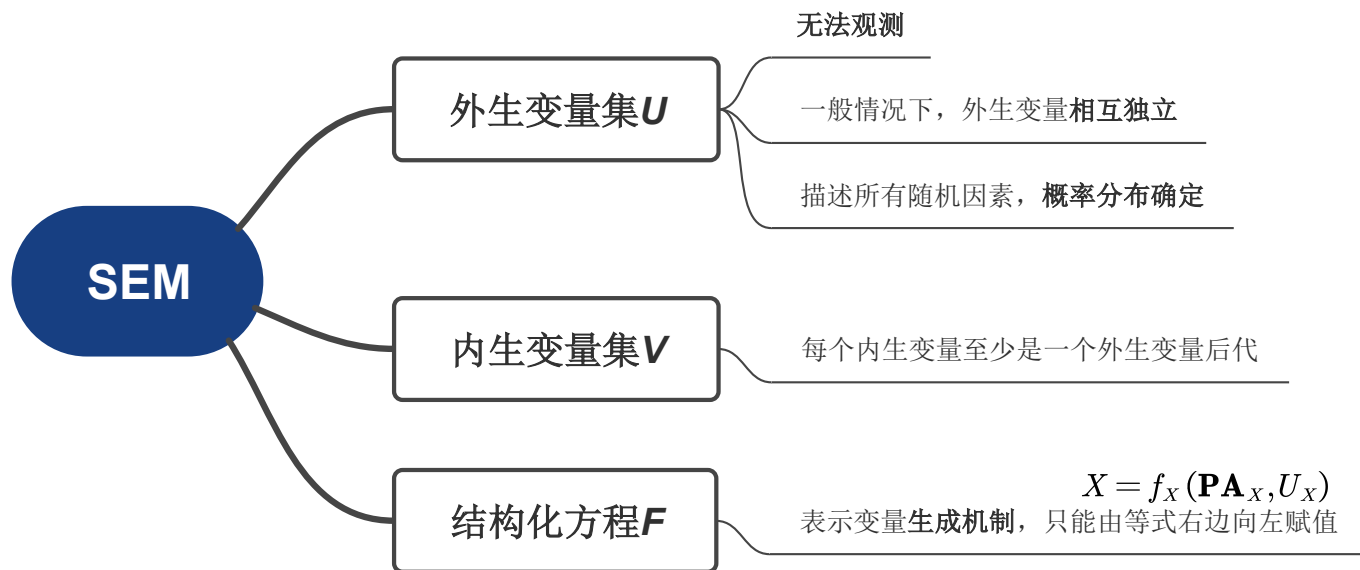 SEM
外生变量集U
无法观测
一般情况下，外生变量相互独立
描述所有随机因素，概率分布确定
内生变量集V
每个内生变量至少是一个外生变量后代
结构化方程F
X = f_X (PA_X, U_X)
表示变量生成机制，只能由等式右边向左赋值